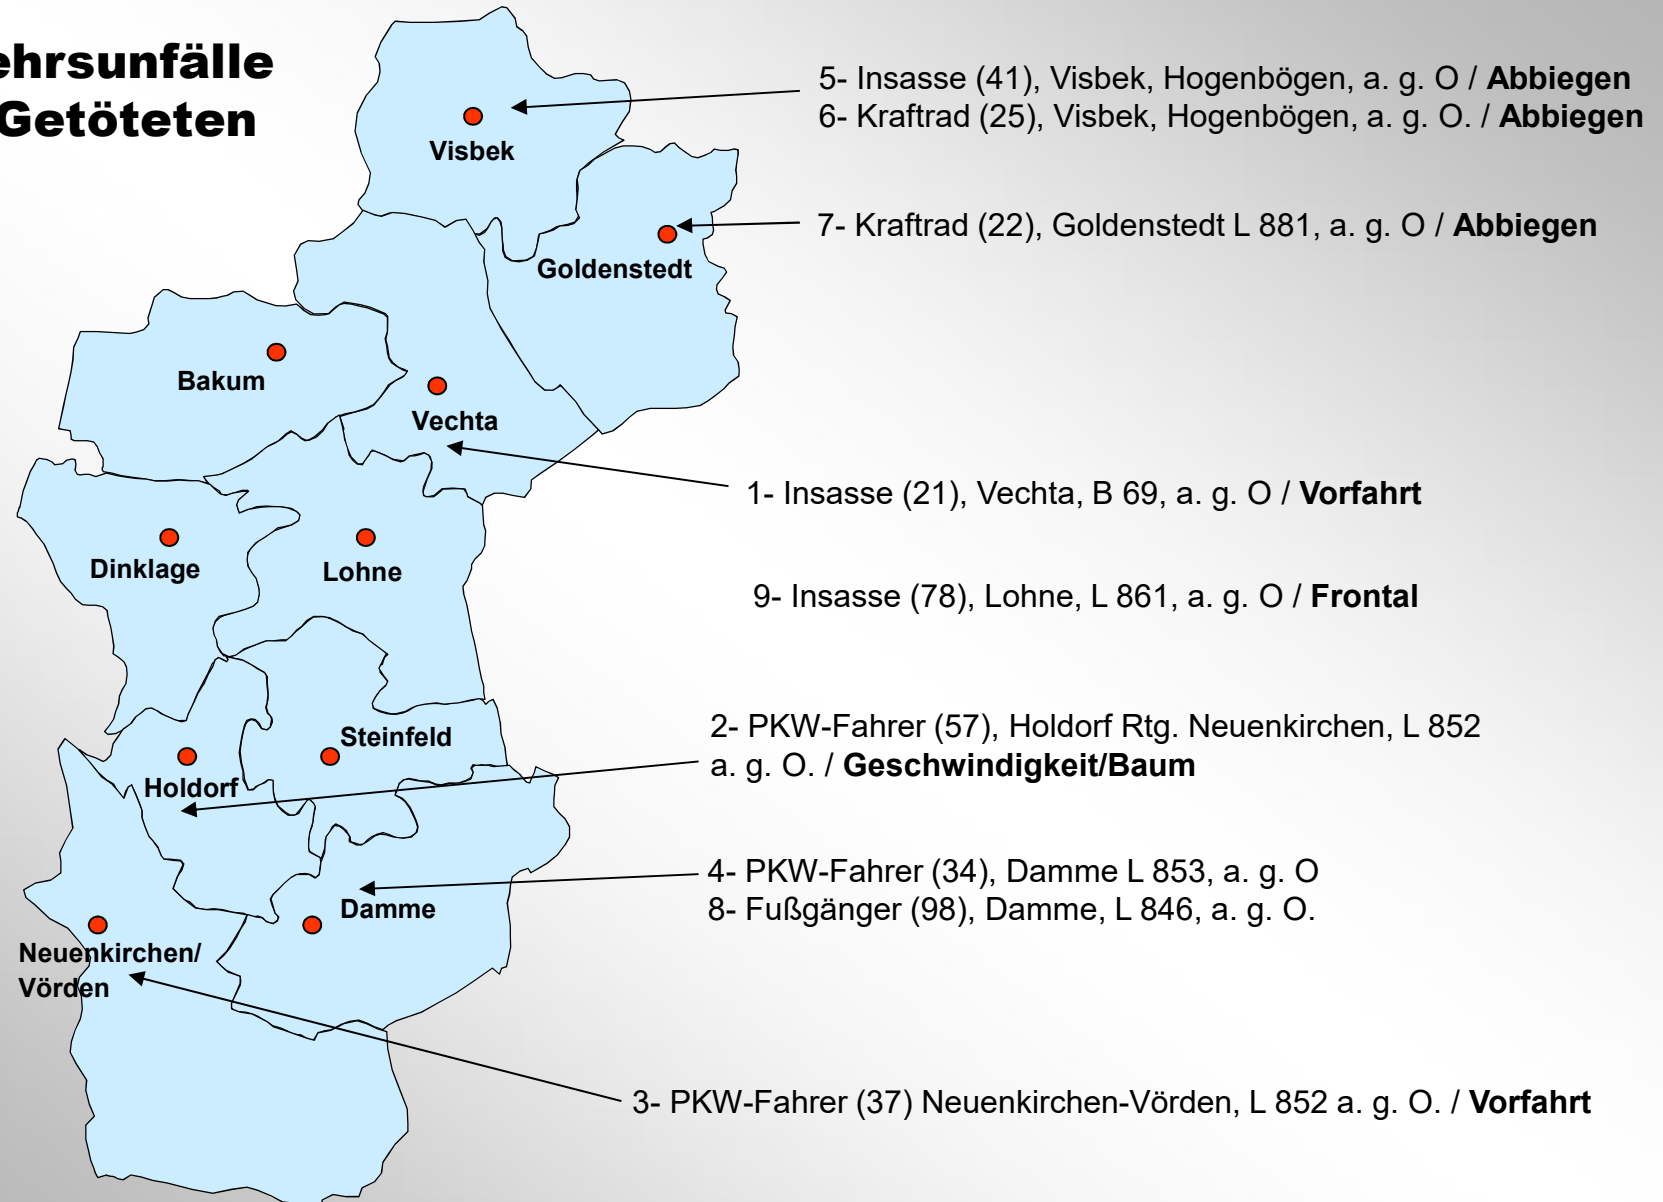 ehrsunfälle
Getöteten
5- Insasse (41), Visbek, Hogenbögen, a. g. O / Abbiegen
6- Kraftrad (25), Visbek, Hogenbögen, a. g. O. / Abbiegen
Visbek
7- Kraftrad (22), Goldenstedt L 881, a. g. O / Abbiegen
Goldenstedt
Bakum
Vechta
1- Insasse (21), Vechta, B 69, a. g. O / Vorfahrt
Dinklage
Lohne
9- Insasse (78), Lohne, L 861, a. g. O / Frontal
Steinfeld
2- PKW-Fahrer (57), Holdorf Rtg. Neuenkirchen, L 852
a. g. O. / Geschwindigkeit/Baum
Holdorf
4- PKW-Fahrer (34), Damme L 853, a. g. O
8- Fußgänger (98), Damme, L 846, a. g. O.
Damme
Neuenkirchen/
Vörden
3- PKW-Fahrer (37) Neuenkirchen-Vörden, L 852 a. g. O. / Vorfahrt